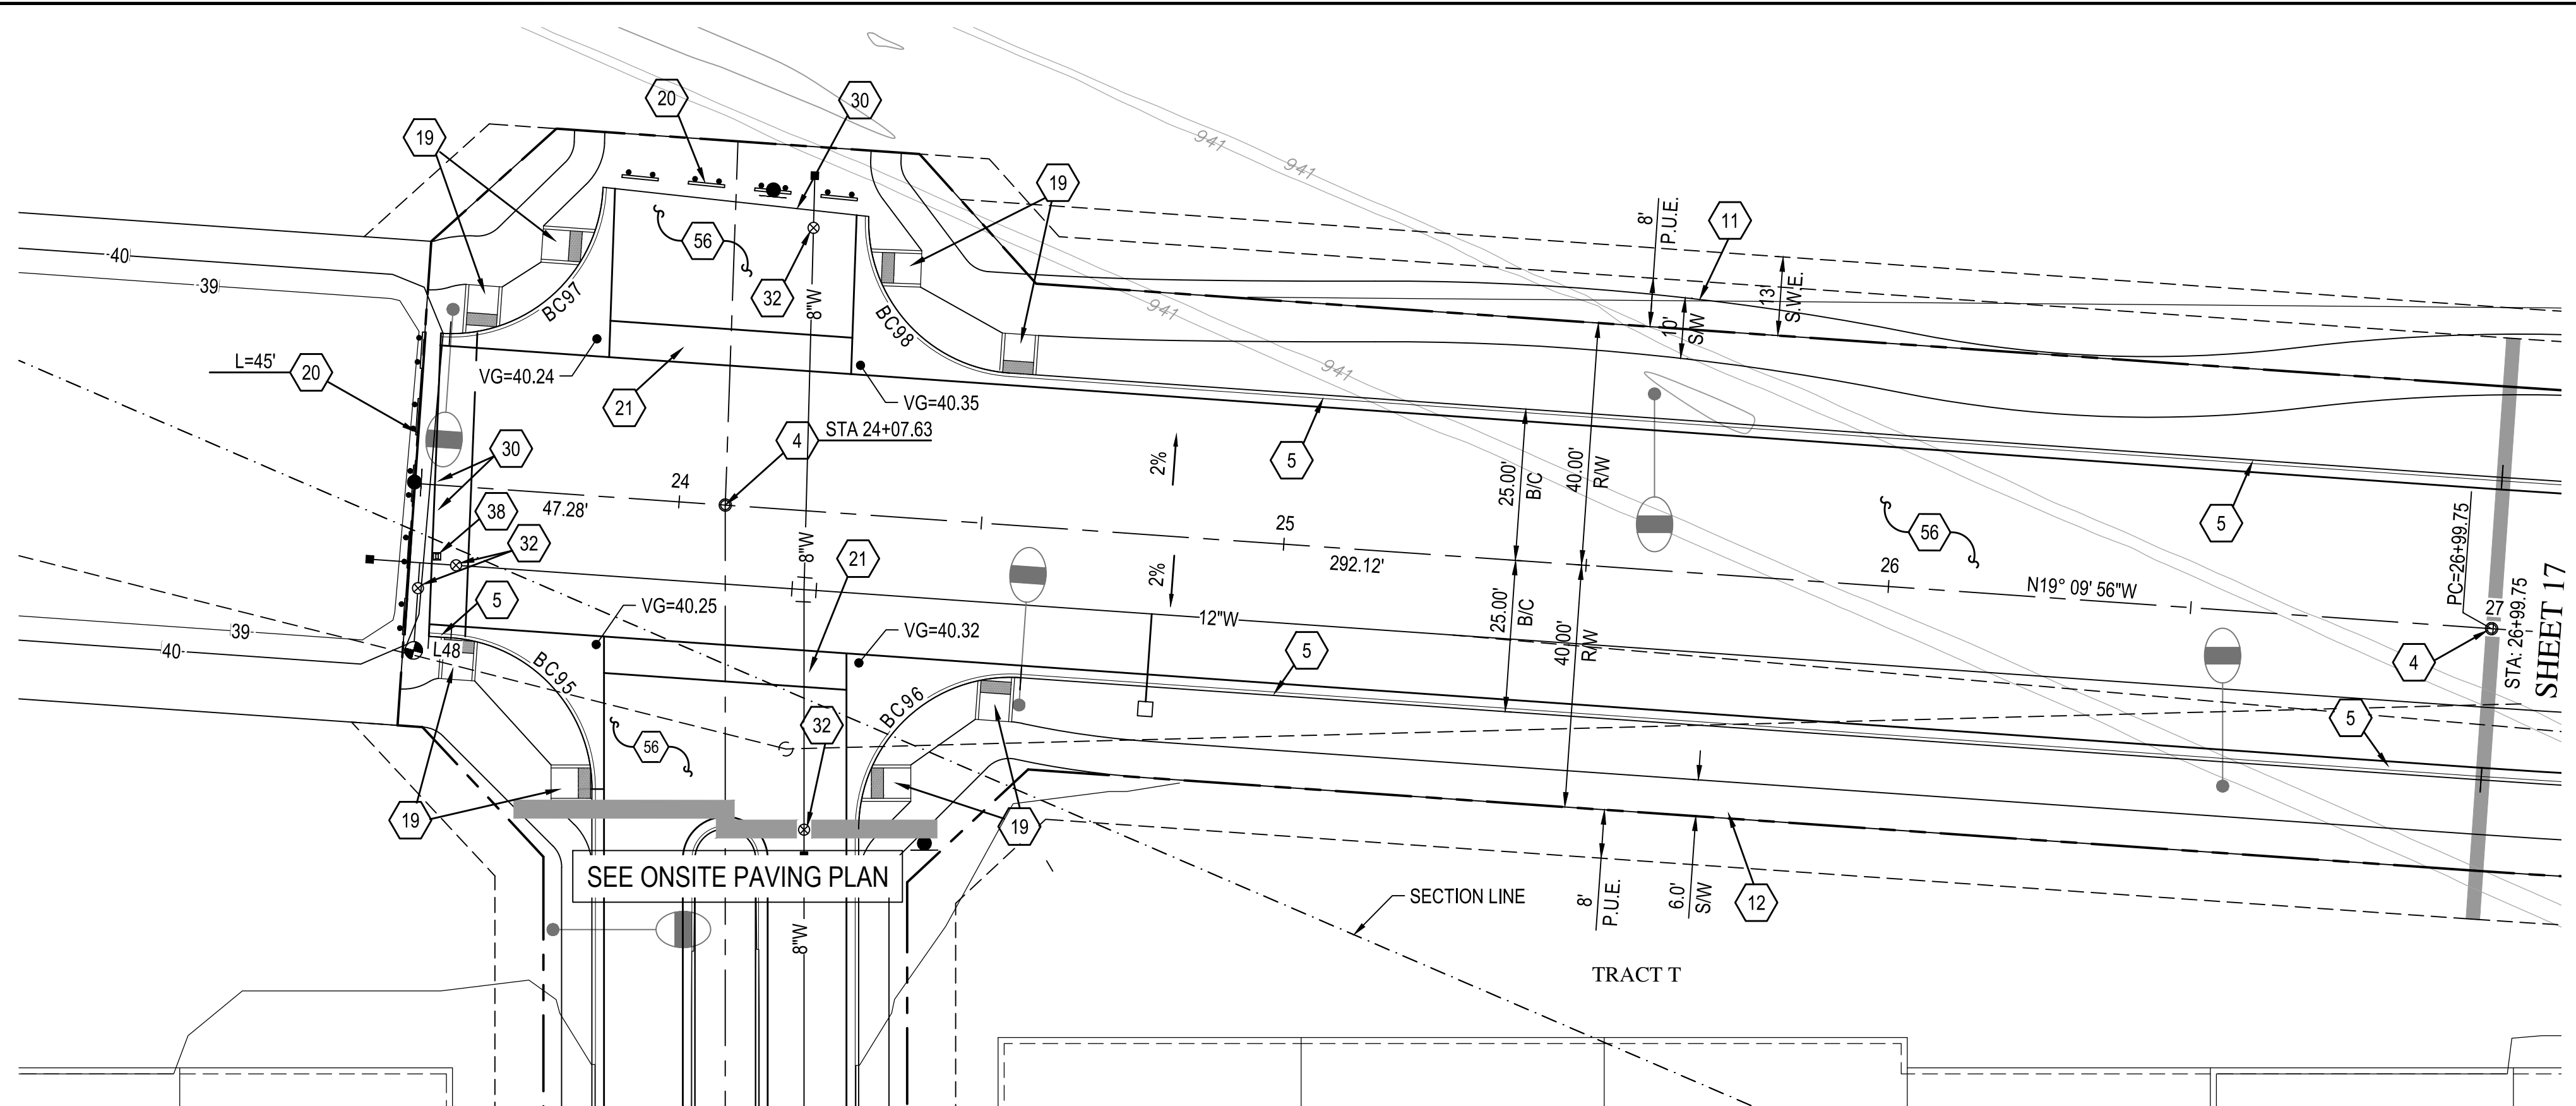 20
30
19
941
941
19
8'
P.U.E.
11
56
40
39
32
8"W
BC97
BC98
941
13'
S.W.E.
10'
S/W
L=45'
20
VG=40.24
21
VG=40.35
941
4
STA 24+07.63
30
2%
5
25.00'
B/C
40.00'
R/W
5
24
47.28'
38
25
56
PC=26+99.75
32
8"W
21
2%
292.12'
26
N19° 09' 56"W
27
STA: 26+99.75
SHEET 17
5
VG=40.25
12"W
25.00'
B/C
40.00'
R/W
4
39
40
L48
VG=40.32
5
BC95
BC96
5
56
32
19
19
SEE ONSITE PAVING PLAN
SECTION LINE
8'
P.U.E.
6.0'
S/W
12
8"W
TRACT T